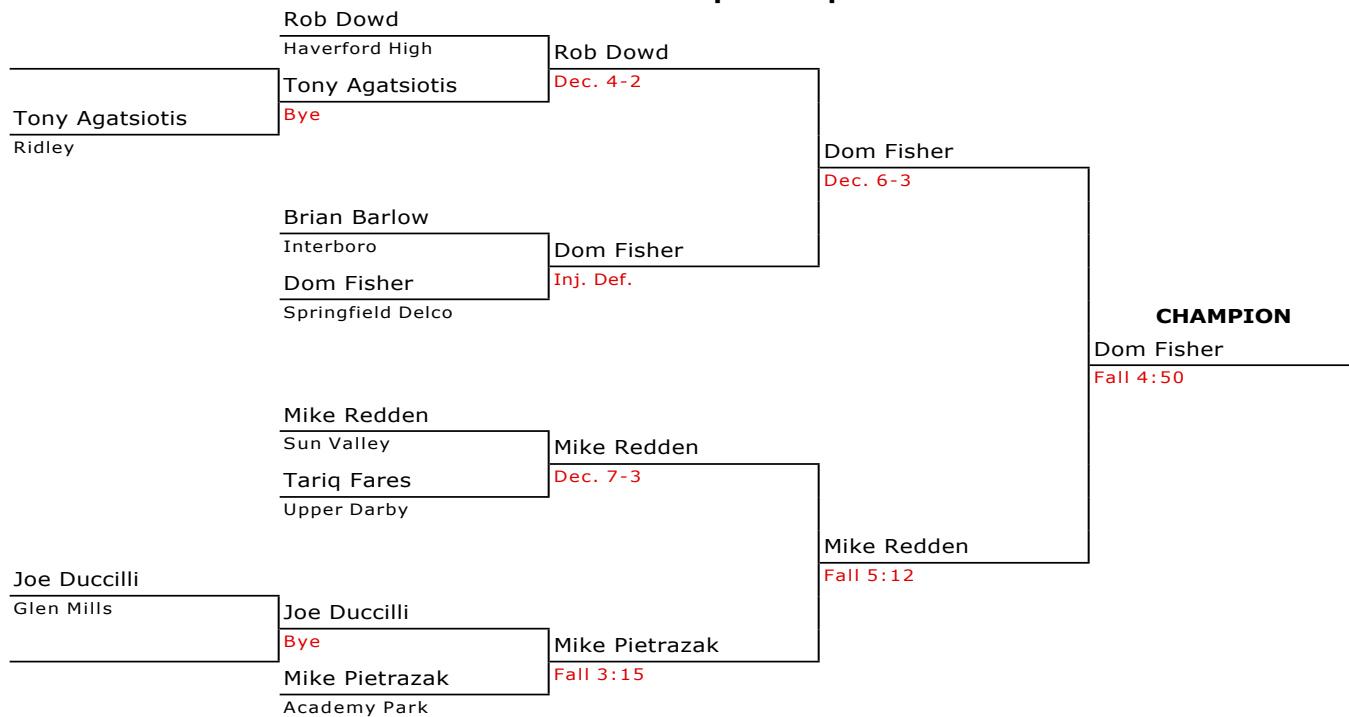 Rob Dowd
Haverford High
Rob Dowd
Dec. 4-2
Tony Agatsiotis
Bye
Tony Agatsiotis
Ridley
Dom Fisher
Dec. 6-3
Brian Barlow
Interboro
Dom Fisher
Inj. Def.
Dom Fisher
Springfield Delco
CHAMPION
Dom Fisher
Fall 4:50
Mike Redden
Sun Valley
Mike Redden
Dec. 7-3
Tariq Fares
Upper Darby
Mike Redden
Fall 5:12
Joe Duccilli
Glen Mills
Joe Duccilli
Bye
Mike Pietrazak
Fall 3:15
Mike Pietrazak
Academy Park